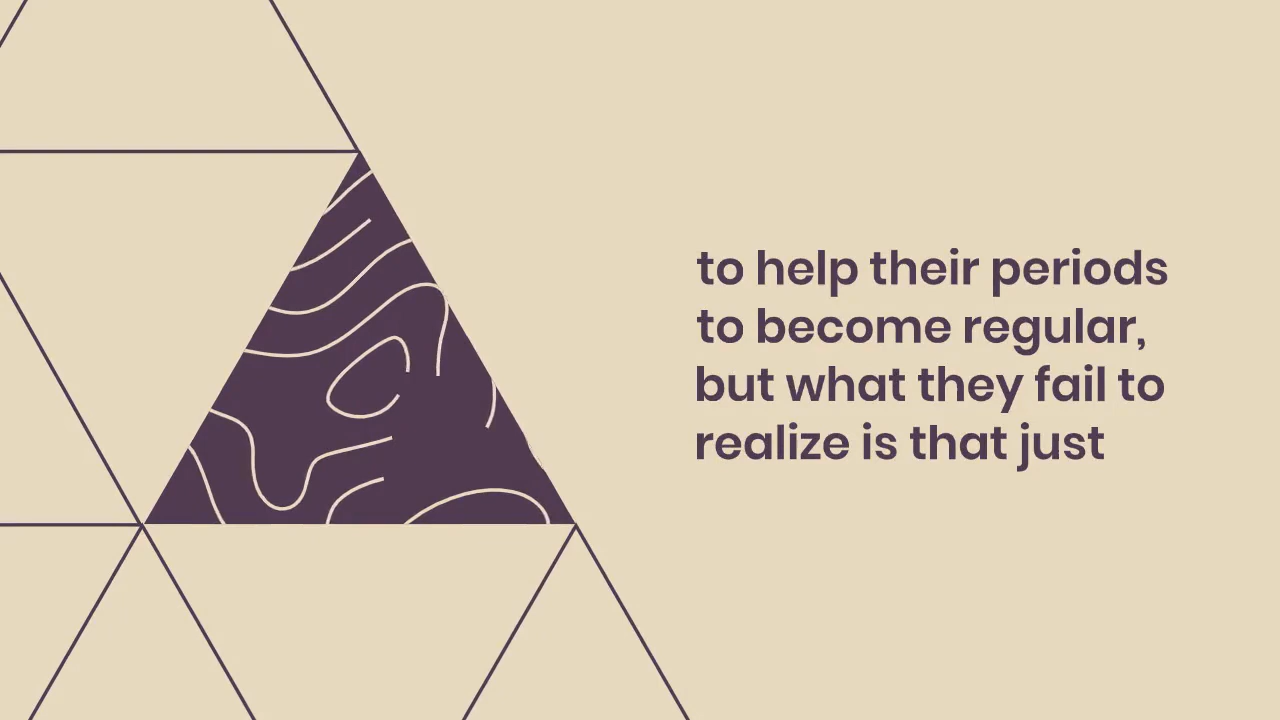 to help their periods
to become regular,
but what they fail to
realize is that just